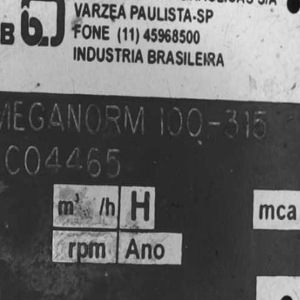 VARZEA PAULISTA-SP
B FONE (11) 45968500
INDUSTRIA BRASILEIRA
MEGANORM 100-315
C04465
m³/h H mca
rpm Ano